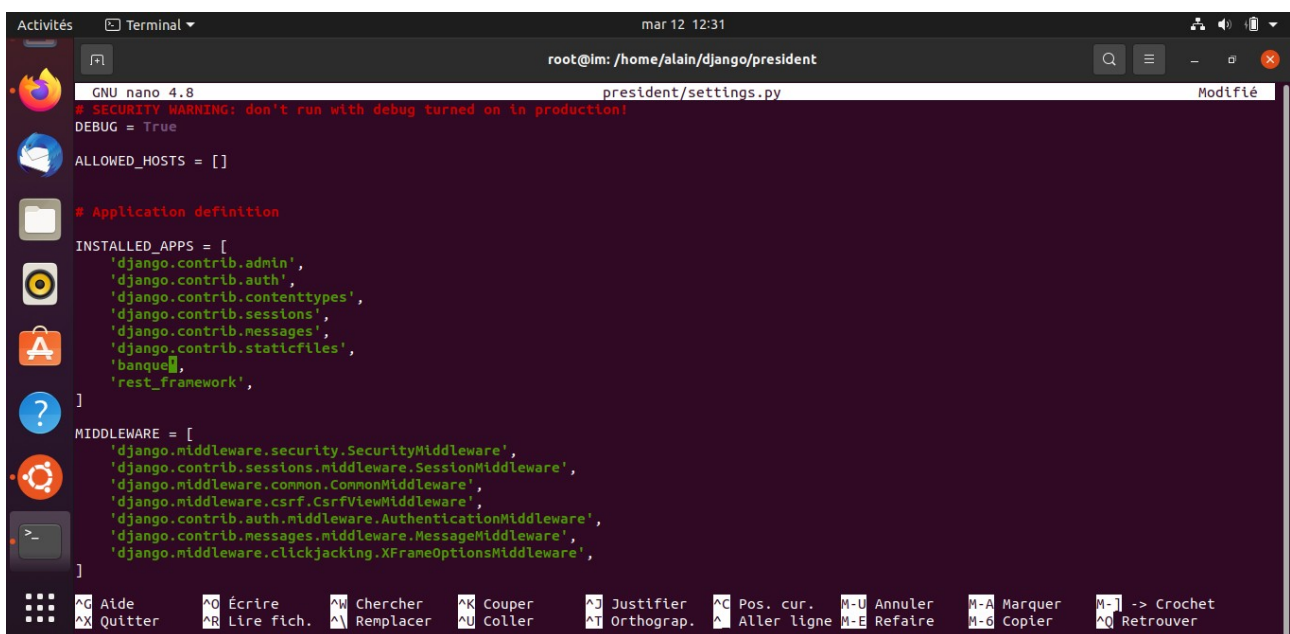 Activités Terminal mar 12 12:31
root@im: /home/alain/django/president
GNU nano 4.8 president/settings.py Modifié
# SECURITY WARNING: don't run with debug turned on in production!
DEBUG = True
ALLOWED_HOSTS = []
# Application definition
INSTALLED_APPS = [
    'django.contrib.admin',
    'django.contrib.auth',
    'django.contrib.contenttypes',
    'django.contrib.sessions',
    'django.contrib.messages',
    'django.contrib.staticfiles',
    'banque',
    'rest_framework',
]
MIDDLEWARE = [
    'django.middleware.security.SecurityMiddleware',
    'django.contrib.sessions.middleware.SessionMiddleware',
    'django.middleware.common.CommonMiddleware',
    'django.middleware.csrf.CsrfViewMiddleware',
    'django.contrib.auth.middleware.AuthenticationMiddleware',
    'django.contrib.messages.middleware.MessageMiddleware',
    'django.middleware.clickjacking.XFrameOptionsMiddleware',
]
^G Aide ^O Écrire ^W Chercher ^K Couper ^J Justifier ^C Pos. cur. M-U Annuler M-A Marquer M-] -> Crochet
^X Quitter ^R Lire fich. ^\ Remplacer ^U Coller ^T Orthograp. ^_ Aller ligne M-E Refaire M-6 Copier ^Q Retrouver